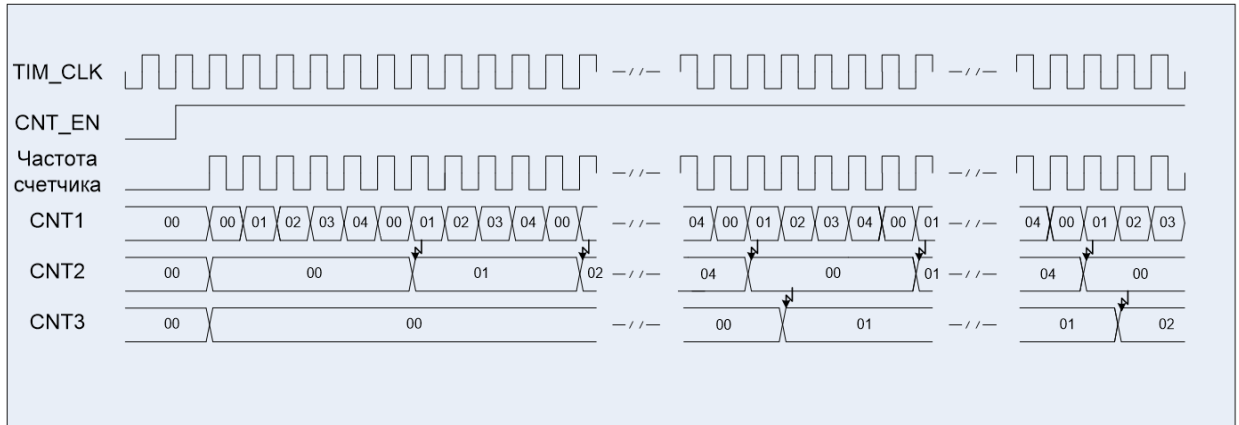 TIM_CLK
CNT_EN
Частота
счетчика
CNT1 00 00 01 02 03 04 00 01 02 03 04 00 04 00 01 02 03 04 00 01 04 00 01 02 03
CNT2 00 00 01 02 04 00 01 04 00
CNT3 00 00 00 01 01 02